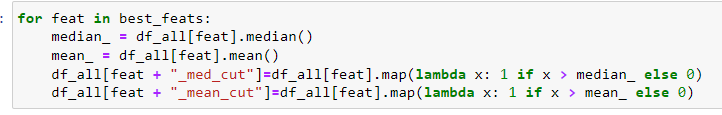 : for feat in best_feats:
    median_ = df_all[feat].median()
    mean_ = df_all[feat].mean()
    df_all[feat + "_med_cut"]=df_all[feat].map(lambda x: 1 if x > median_ else 0)
    df_all[feat + "_mean_cut"]=df_all[feat].map(lambda x: 1 if x > mean_ else 0)